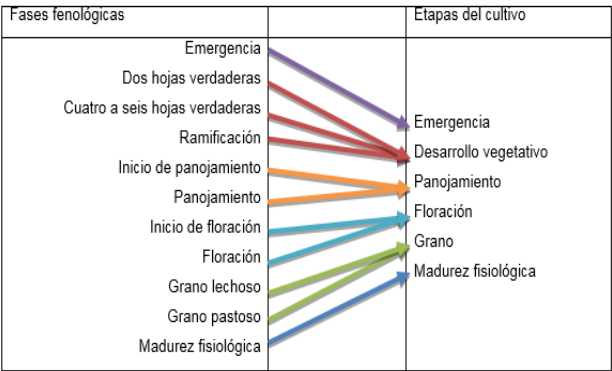 Fases fenológicas
Etapas del cultivo
Emergencia
Dos hojas verdaderas
Cuatro a seis hojas verdaderas
Ramificación
Inicio de panojamiento
Panojamiento
Inicio de floración
Floración
Grano lechoso
Grano pastoso
Madurez fisiológica
Emergencia
Desarrollo vegetativo
Panojamiento
Floración
Grano
Madurez fisiológica